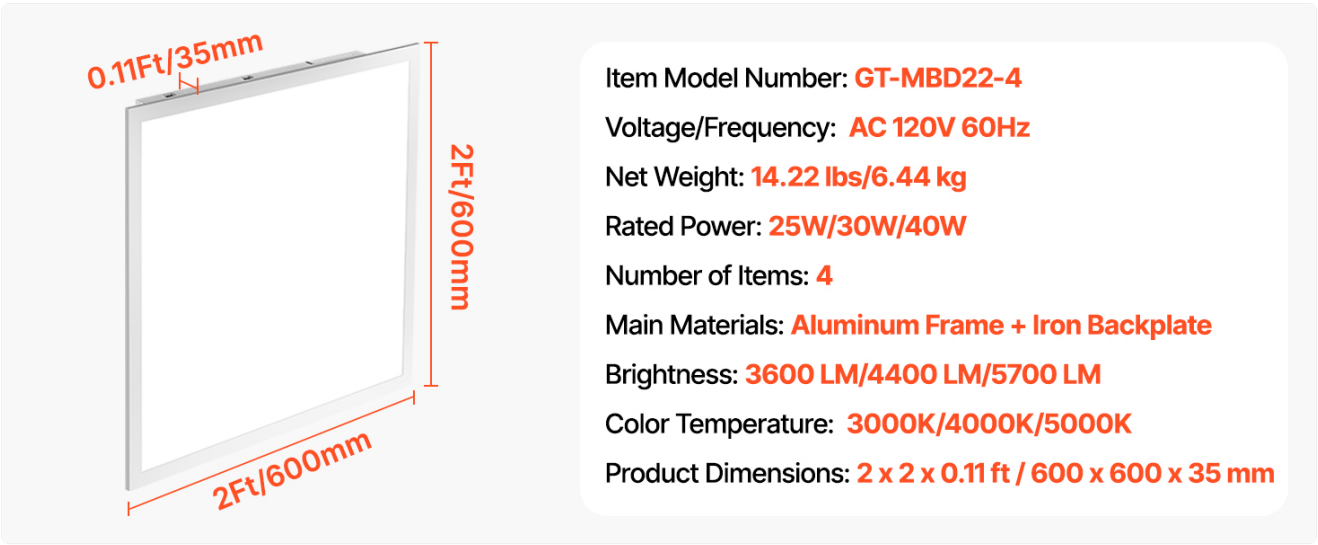 0.11Ft/35mm
2Ft/600mm
2Ft/600mm
Item Model Number: GT-MBD22-4
Voltage/Frequency: AC 120V 60Hz
Net Weight: 14.22 lbs/6.44 kg
Rated Power: 25W/30W/40W
Number of Items: 4
Main Materials: Aluminum Frame + Iron Backplate
Brightness: 3600 LM/4400 LM/5700 LM
Color Temperature: 3000K/4000K/5000K
Product Dimensions: 2 x 2 x 0.11 ft / 600 x 600 x 35 mm